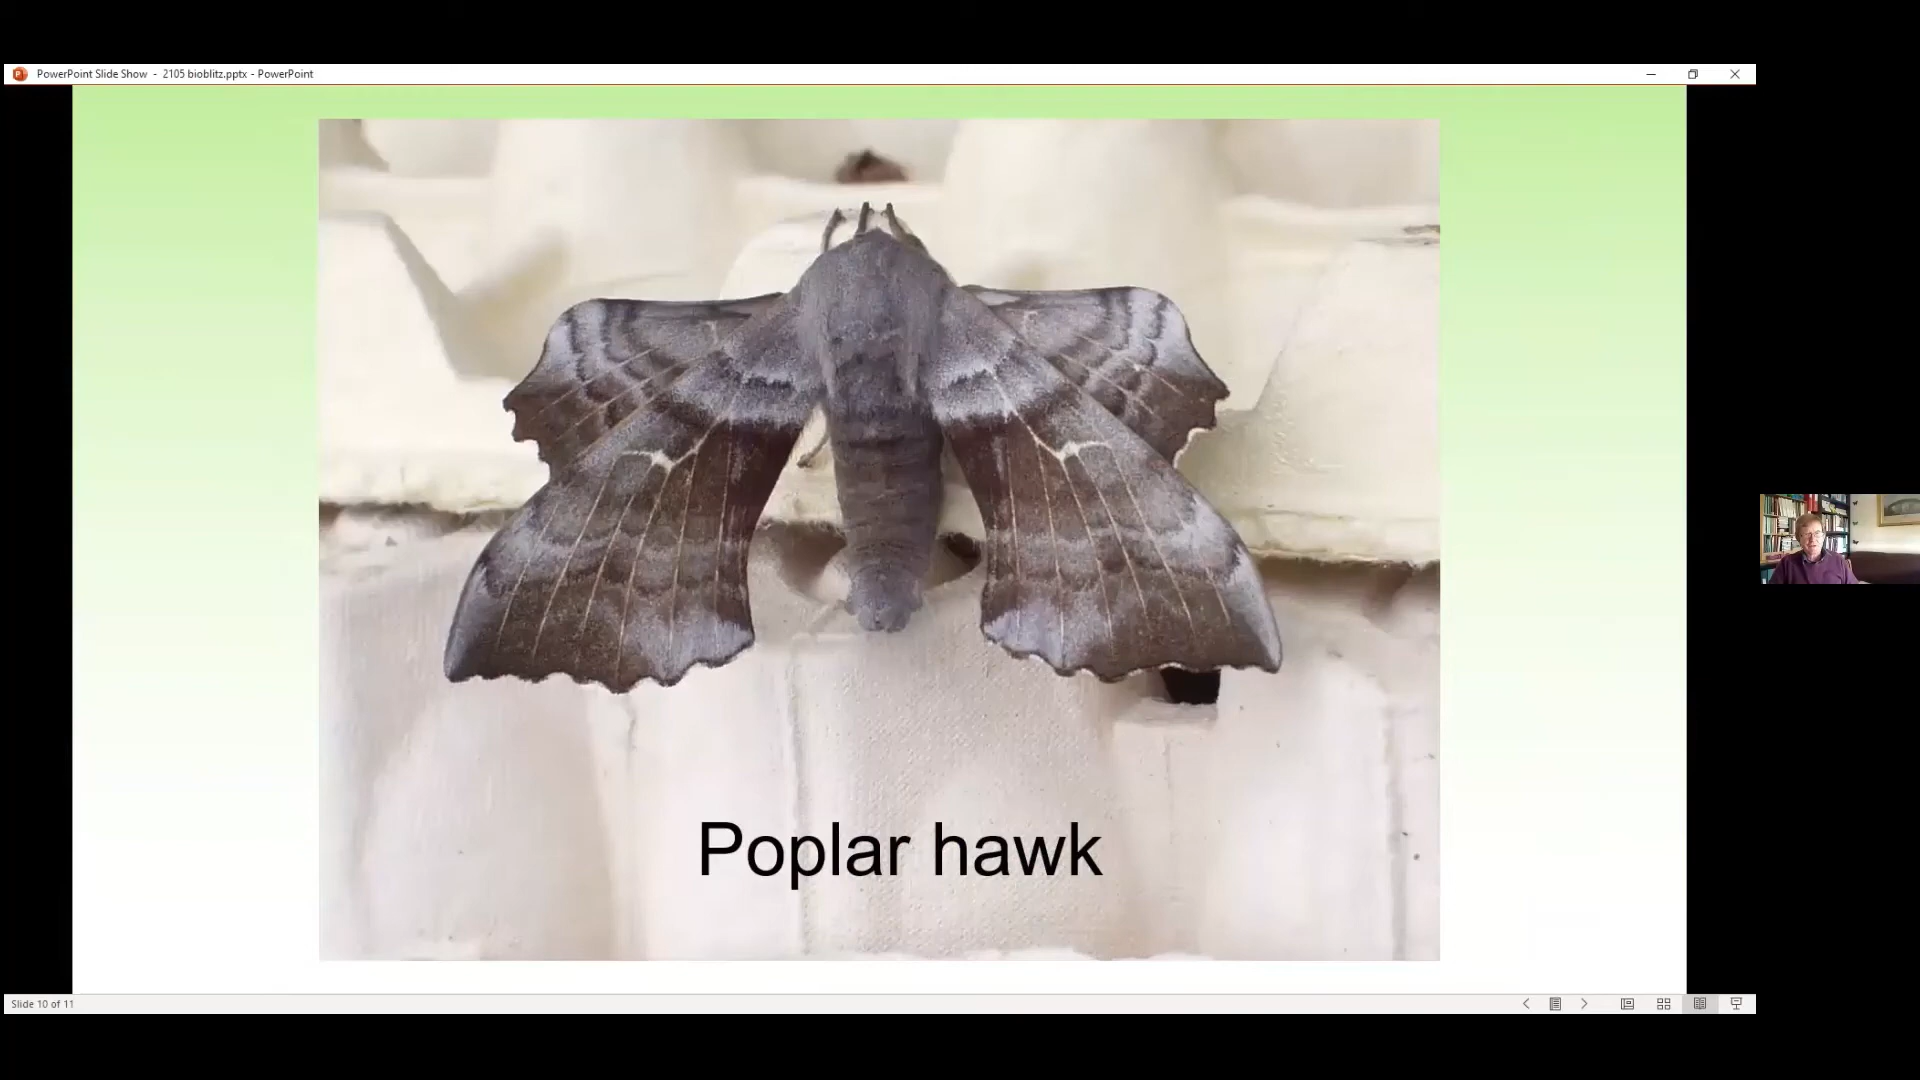 PowerPoint Slide Show - 2105 bioblitz.pptx - PowerPoint
Poplar hawk
Slide 10 of 11